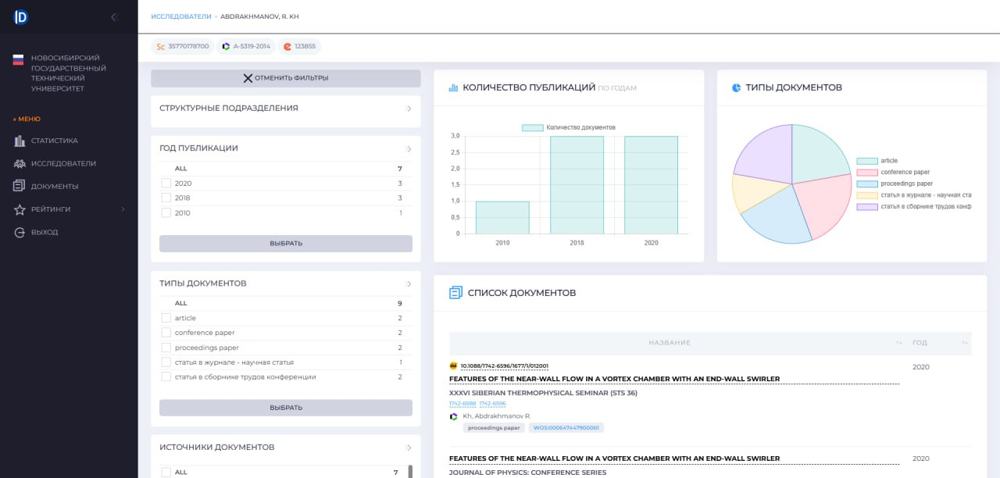 ID
ИССЛЕДОВАТЕЛИ • ABDRAKHMANOV, R. KH
Sc 35770178700 A-5319-2014 123855
НОВОСИБИРСКИЙ
ГОСУДАРСТВЕННЫЙ
ТЕХНИЧЕСКИЙ
УНИВЕРСИТЕТ
» МЕНЮ
СТАТИСТИКА
ИССЛЕДОВАТЕЛИ
ДОКУМЕНТЫ
РЕЙТИНГИ
ВЫХОД
ОТМЕНИТЬ ФИЛЬТРЫ
СТРУКТУРНЫЕ ПОДРАЗДЕЛЕНИЯ
ГОД ПУБЛИКАЦИИ
ALL 7
2020 3
2018 3
2010 1
ВЫБРАТЬ
ТИПЫ ДОКУМЕНТОВ
ALL 9
article 2
conference paper 2
proceedings paper 2
статья в журнале - научная статья 1
статья в сборнике трудов конференции 2
ВЫБРАТЬ
ИСТОЧНИКИ ДОКУМЕНТОВ
ALL 7
КОЛИЧЕСТВО ПУБЛИКАЦИЙ ПО ГОДАМ
Количество документов
3,0
2,5
2,0
1,5
1,0
0,5
0
2010 2018 2020
ТИПЫ ДОКУМЕНТОВ
article
conference paper
proceedings paper
статья в журнале - научная ста
статья в сборнике трудов конф
СПИСОК ДОКУМЕНТОВ
НАЗВАНИЕ ГОД
DOI 10.1088/1742-6596/1677/1/012001 2020
FEATURES OF THE NEAR-WALL FLOW IN A VORTEX CHAMBER WITH AN END-WALL SWIRLER
XXXVI SIBERIAN THERMOPHYSICAL SEMINAR (STS 36)
1742-6588 1742-6596
Kh, Abdrakhmanov R.
proceedings paper WOS:000647447900001
FEATURES OF THE NEAR-WALL FLOW IN A VORTEX CHAMBER WITH AN END-WALL SWIRLER 2020
JOURNAL OF PHYSICS: CONFERENCE SERIES